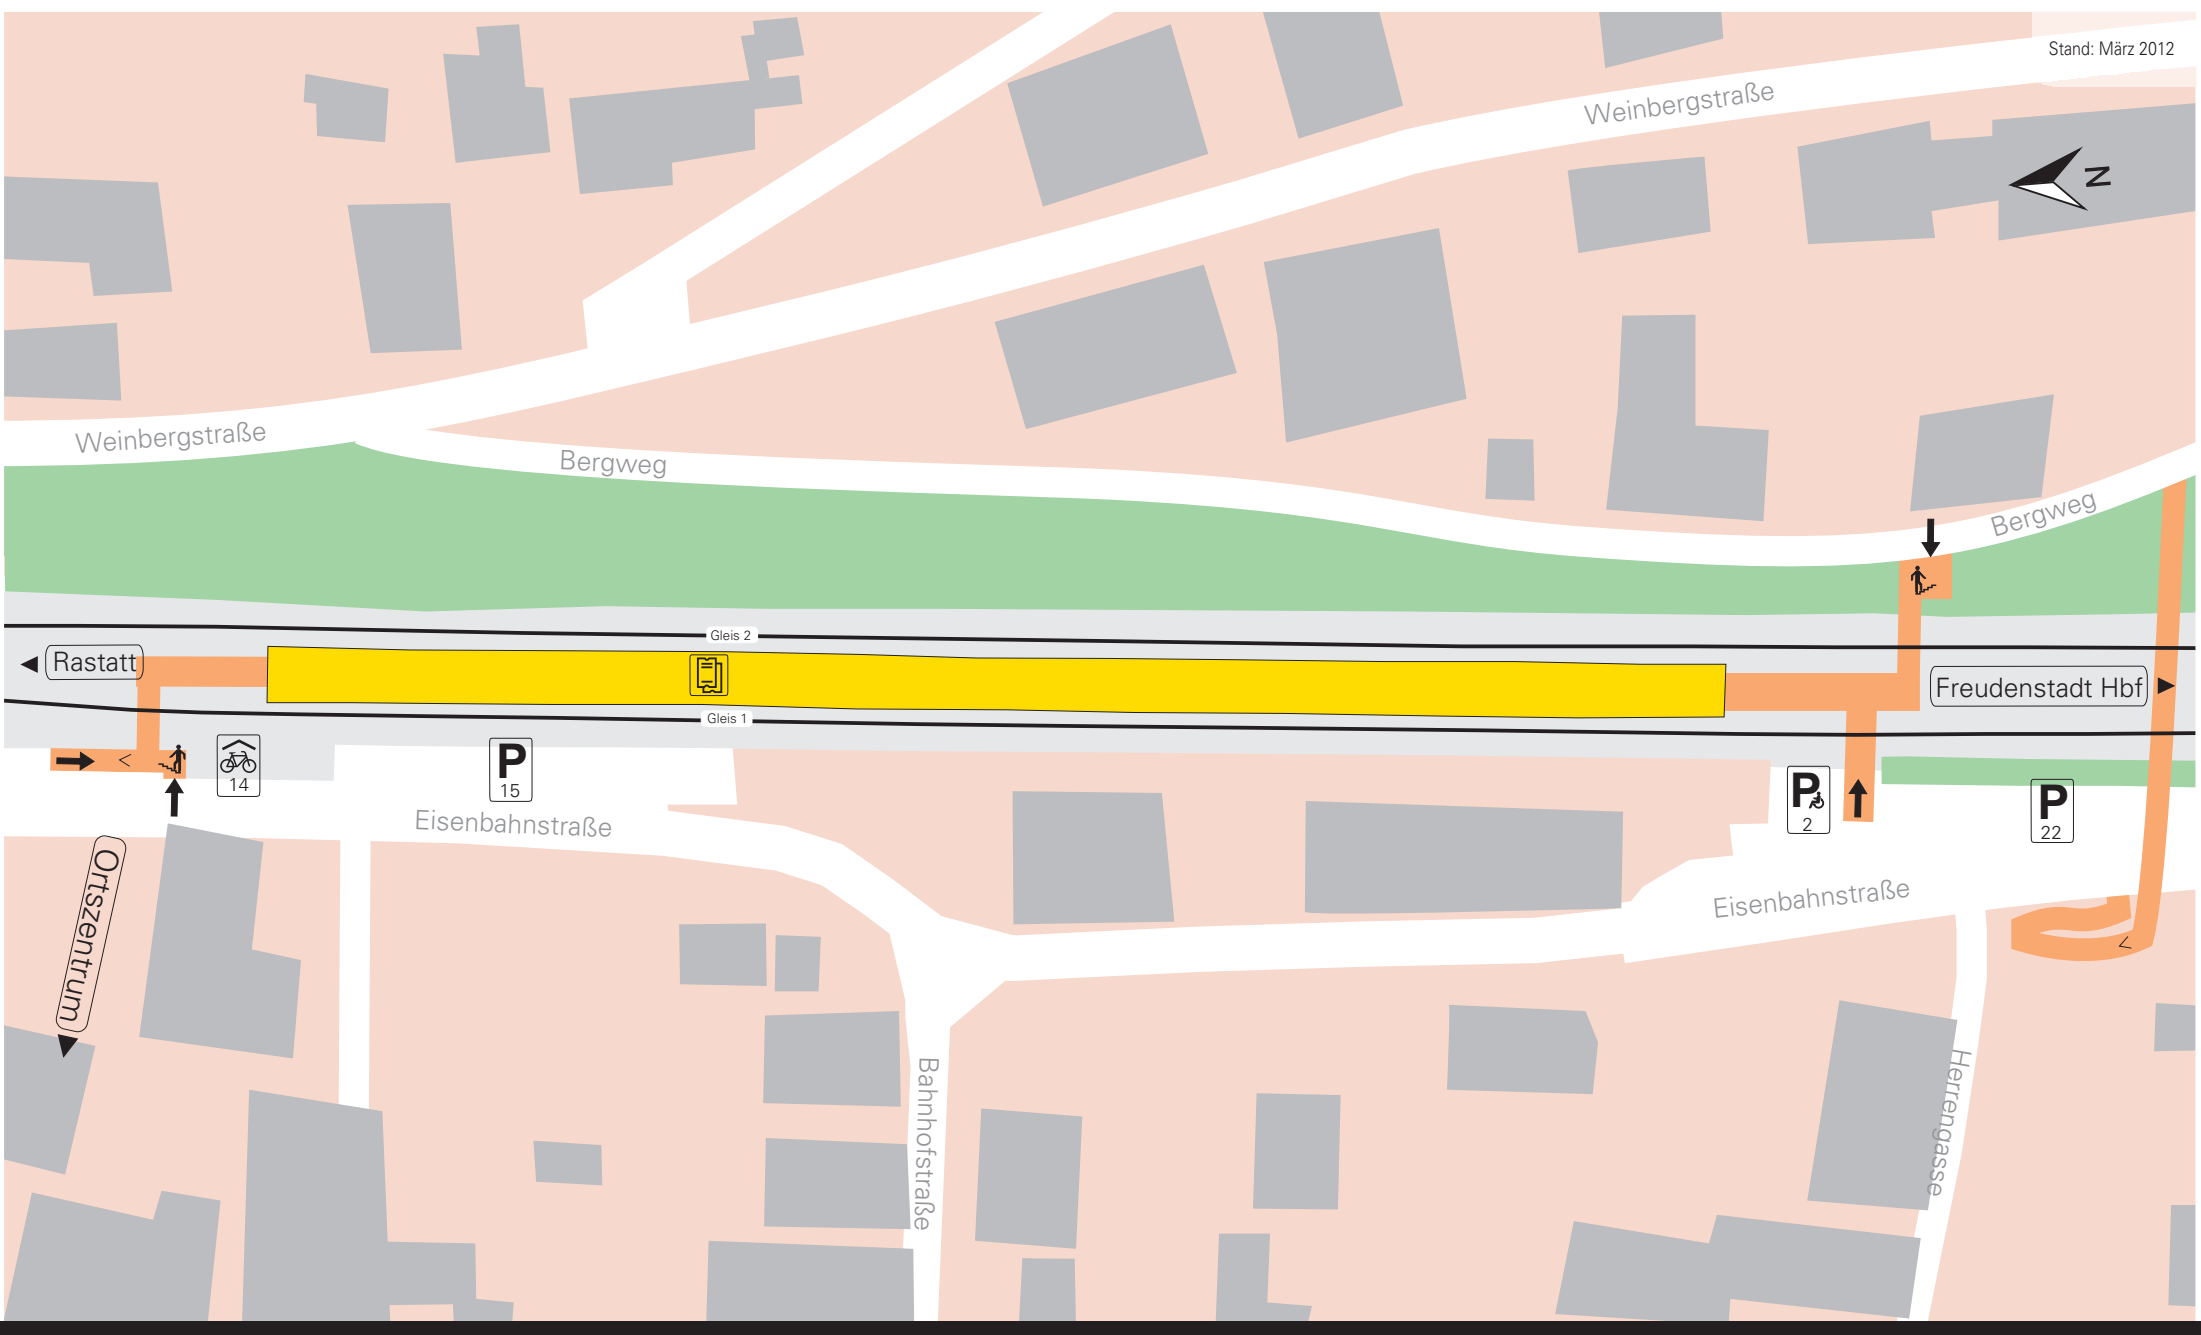 Stand: März 2012
Weinbergstraße
N
Weinbergstraße
Bergweg
Bergweg
Gleis 2
Rastatt
Freudenstadt Hbf
Gleis 1
14
P
15
P
2
P
22
Eisenbahnstraße
Eisenbahnstraße
Ortszentrum
Bahnhofstraße
Herrengasse